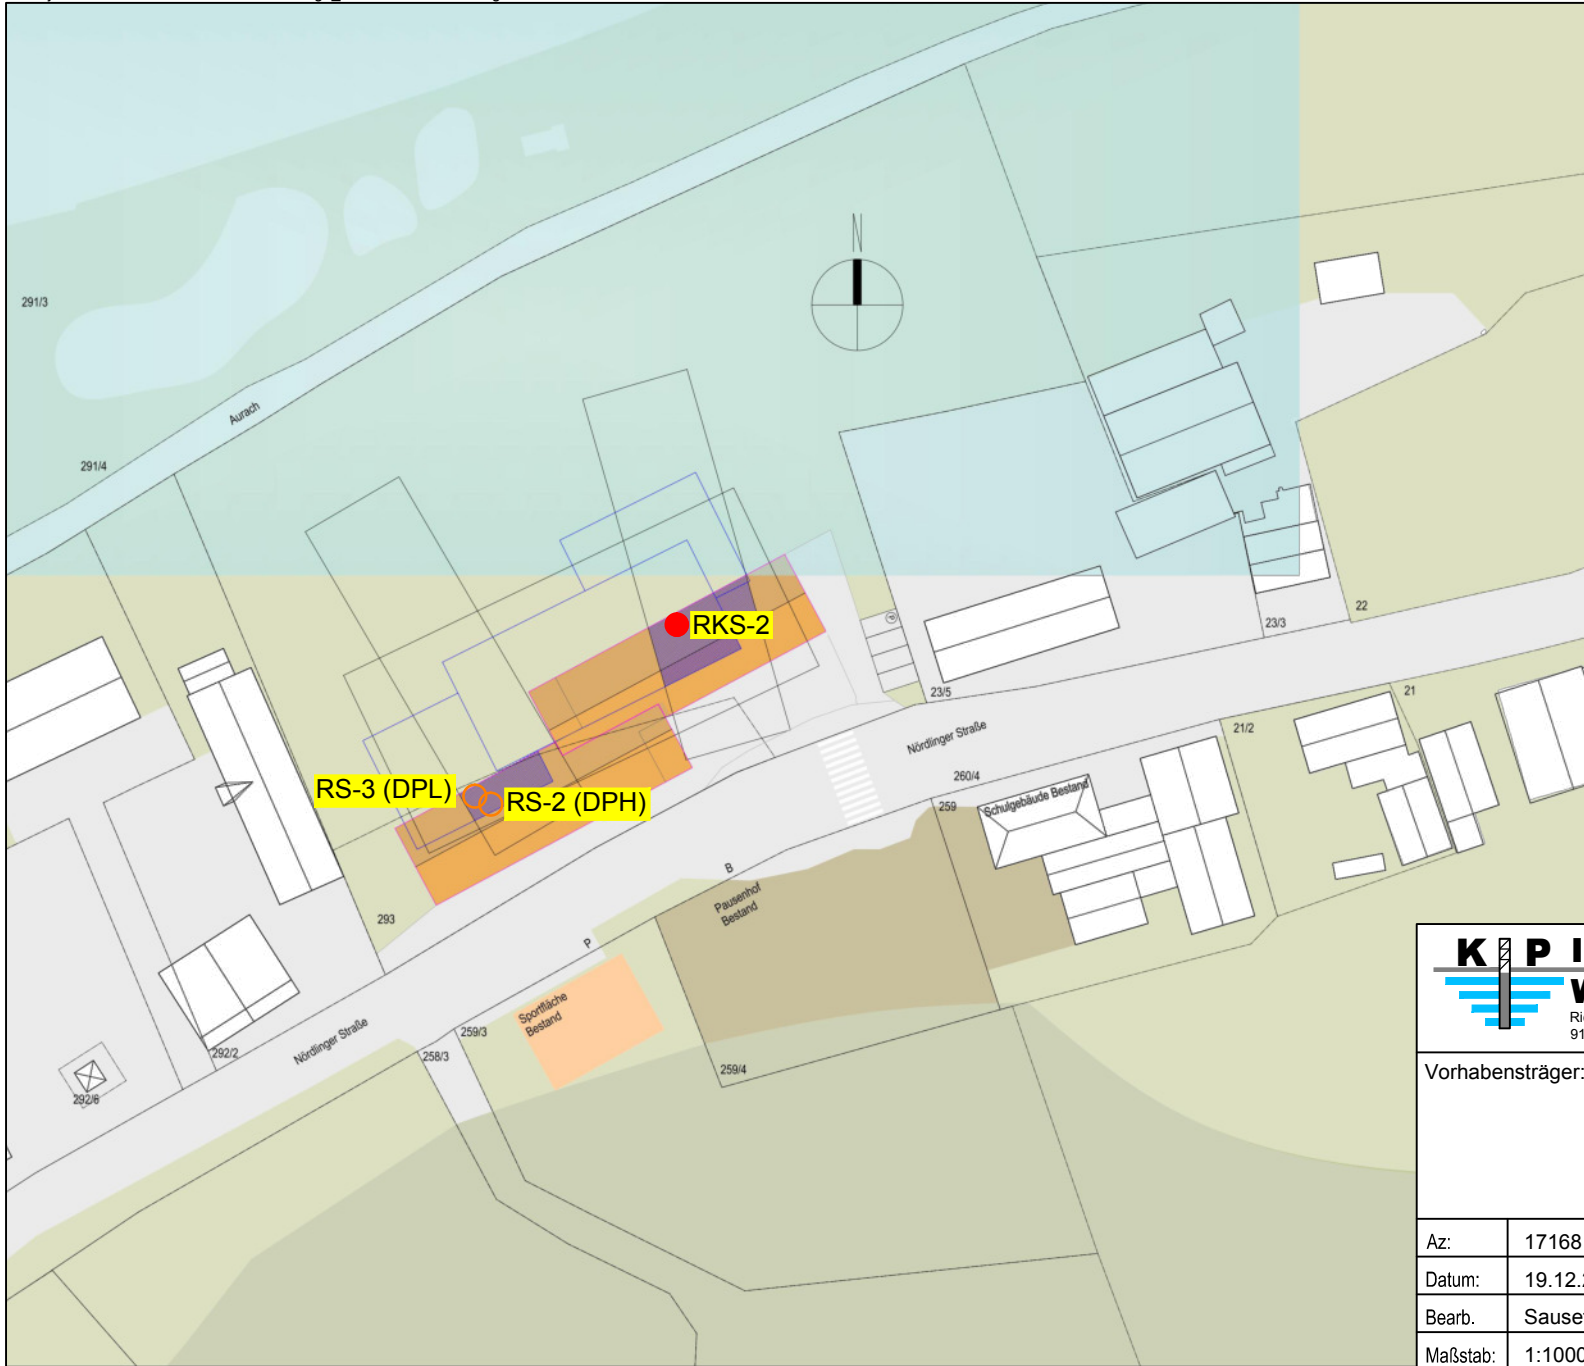 N
291/3
Aurach
291/4
RKS-2
P
22
23/3
23/5
21
21/2
Nördlinger Straße
260/4
RS-3 (DPL)
RS-2 (DPH)
259
Schulgebäude Bestand
B
Pausenhof
Bestand
293
P
Sportfläche
Bestand
259/3
Nördlinger Straße
258/3
292/2
259/4
292/6
K P I
Vorhabensträger:
Az: 17168
Datum: 19.12.
Bearb.
Maßstab: 1:1000